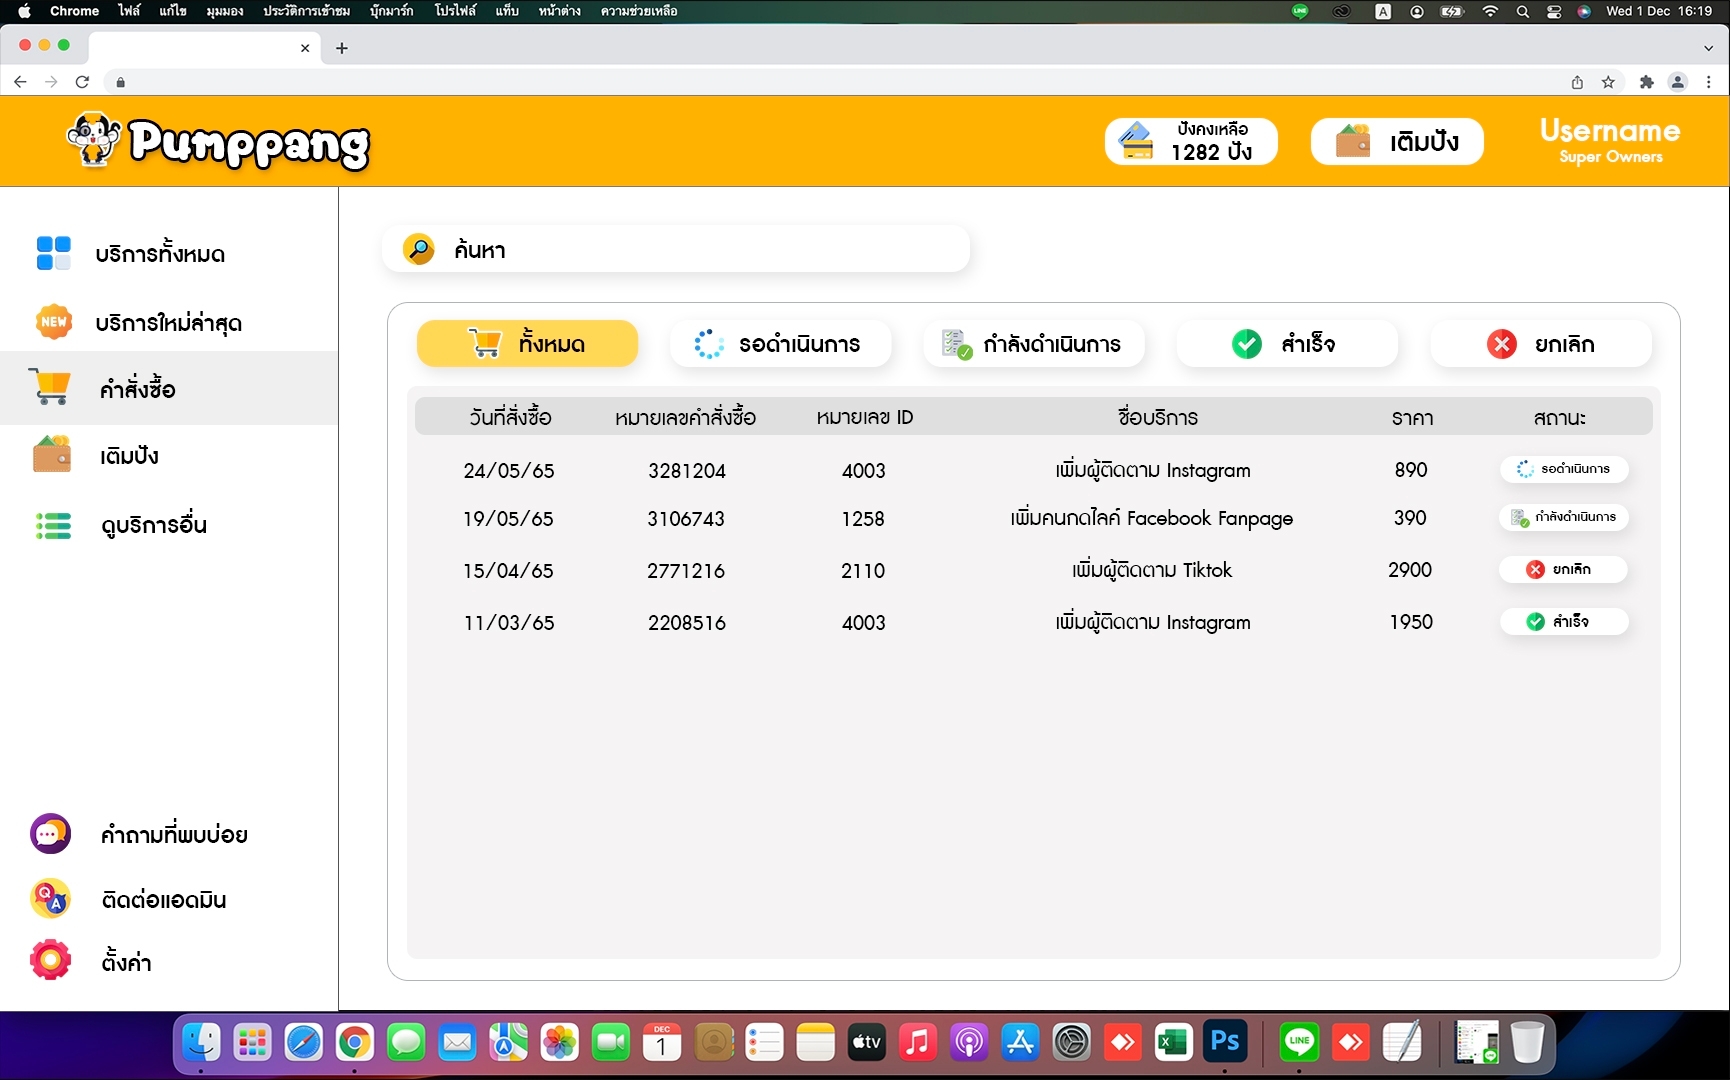 Chrome ไฟล์ แก้ไข มุมมอง ประวัติการเข้าชม บุ๊กมาร์ก โปรไฟล์ แท็บ หน้าต่าง ความช่วยเหลือ LINE A Wed 1 Dec 16:19
Pumppang
ปังคงเหลือ
1282 ปัง
เติมปัง
Username
Super Owners
บริการทั้งหมด
NEW บริการใหม่ล่าสุด
คำสั่งซื้อ
เติมปัง
ดูบริการอื่น
คำถามที่พบบ่อย
Q A ติดต่อแอดมิน
ตั้งค่า
ค้นหา
ทั้งหมด รอดำเนินการ กำลังดำเนินการ สำเร็จ ยกเลิก
วันที่สั่งซื้อ หมายเลขคำสั่งซื้อ หมายเลข ID ชื่อบริการ ราคา สถานะ
24/05/65 3281204 4003 เพิ่มผู้ติดตาม Instagram 890 รอดำเนินการ
19/05/65 3106743 1258 เพิ่มคนกดไลค์ Facebook Fanpage 390 กำลังดำเนินการ
15/04/65 2771216 2110 เพิ่มผู้ติดตาม Tiktok 2900 ยกเลิก
11/03/65 2208516 4003 เพิ่มผู้ติดตาม Instagram 1950 สำเร็จ
DEC
1
tv
Ps
LINE